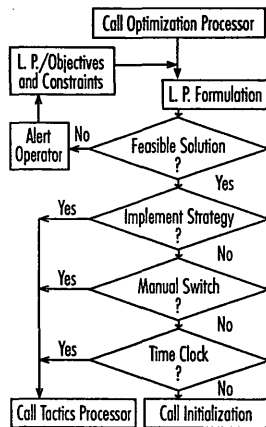 Call Optimization Processor
L. P./Objectives
and Constraints
L. P. Formulation
Alert
Operator
No
Feasible Solution
?
Yes
Yes
Implement Strategy
?
No
Yes
Manual Switch
?
No
Yes
Time Clock
?
No
Call Tactics Processor
Call Initialization